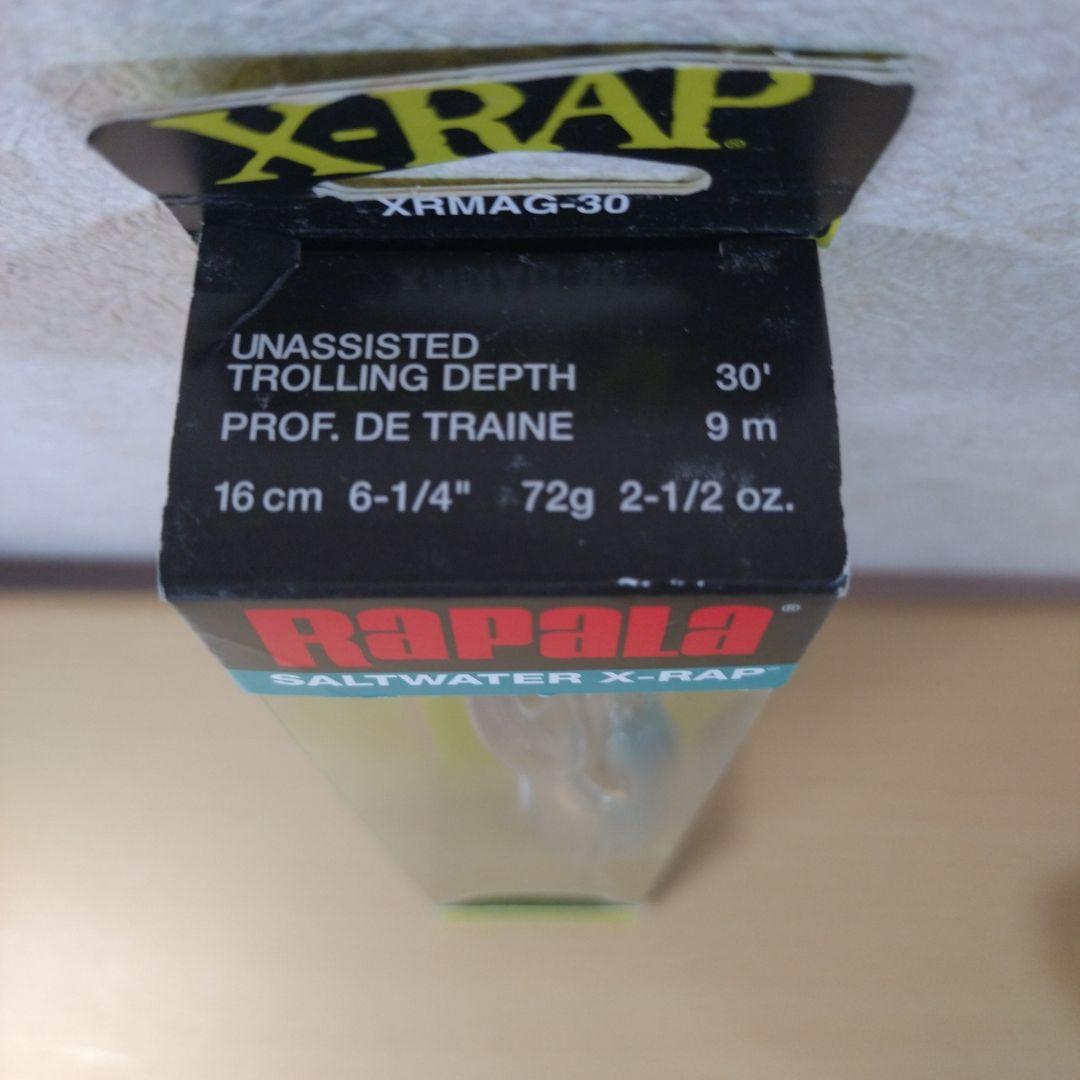 X-RAP®
XRMAG-30
UNASSISTED
TROLLING DEPTH 30'
PROF. DE TRAINE 9 m
16 cm 6-1/4" 72g 2-1/2 oz.
Rapala®
SALTWATER X-RAP